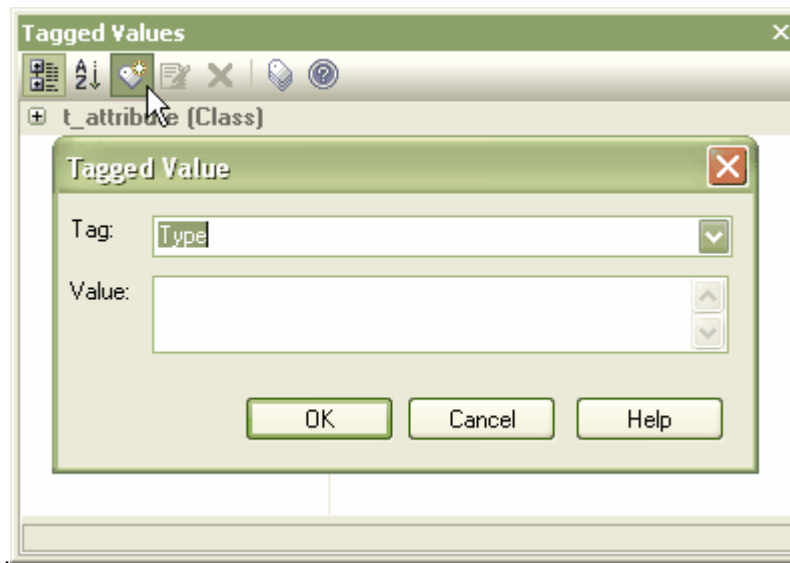 Tagged Values
t_attribute (Class)
Tagged Value
Tag: Type
Value:
OK Cancel Help